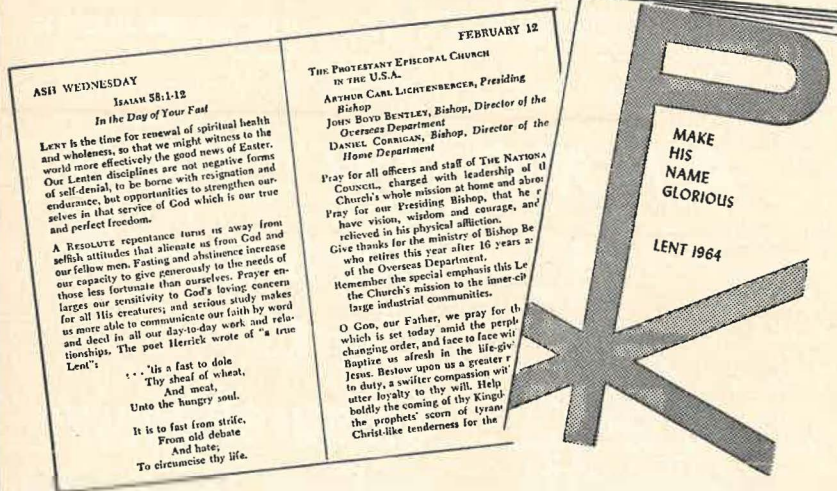 ASH WEDNESDAY
ISAIAH 58:1-12
In the Day of Your Fast
LENT Is the time for renewal of spiritual health
and wholeness, so that we might witness to the
world more effectively the good news of Easter.
Our Lenten disciplines are not negative forms
of self-denial, to be borne with resignation and
endurance, but opportunities to strengthen our-
selves in that service of God which is our true
and perfect freedom.
A RESOLUTE repentance turns us away from
selfish attitudes that alienate us from God and
our fellow men. Fasting and abstinence increase
our capacity to give generously to the needs of
those less fortunate than ourselves. Prayer en-
larges our sensitivity to God's loving concern
for all His creatures; and serious study makes
us more able to communicate our faith by word
and deed in all our day-to-day work and rela-
tionships. The poet Herrick wrote of "a true
Lent":
. . . 'tis a fast to dole
Thy sheaf of wheat,
And meat,
Unto the hungry soul.
It is to fast from strife,
From old debate
And hate;
To circumcise thy life.
FEBRUARY 12
THE PROTESTANT EPISCOPAL CHURCH
IN THE U.S.A.
ARTHUR CARL LICHTENBERGER, Presiding
Bishop
JOHN BOYD BENTLEY, Bishop, Director of the
Overseas Department
DANIEL CORRIGAN, Bishop, Director of the
Home Department
Pray for all officers and staff of THE NATIONA
COUNCIL, charged with leadership of
Church's whole mission at home and abro
Pray for our Presiding Bishop, that he
have vision, wisdom and courage, and
relieved in his physical affliction.
Give thanks for the ministry of Bishop Be
who retires this year after 16 years
of the Overseas Department.
Remember the special emphasis this Le
the Church's mission to the inner-ci
large industrial communities.
O GOD, our Father, we pray for th
which is set today amid the perpl
changing order, and face to face wit
Baptize us afresh in the life-giv
Jesus. Bestow upon us a greater r
to duty, a swifter compassion wit
utter loyalty to thy will. Help
boldly the coming of thy Kingd
the prophets' scorn of tyran
Christ-like tenderness for the
MAKE
HIS
NAME
GLORIOUS
LENT 1964